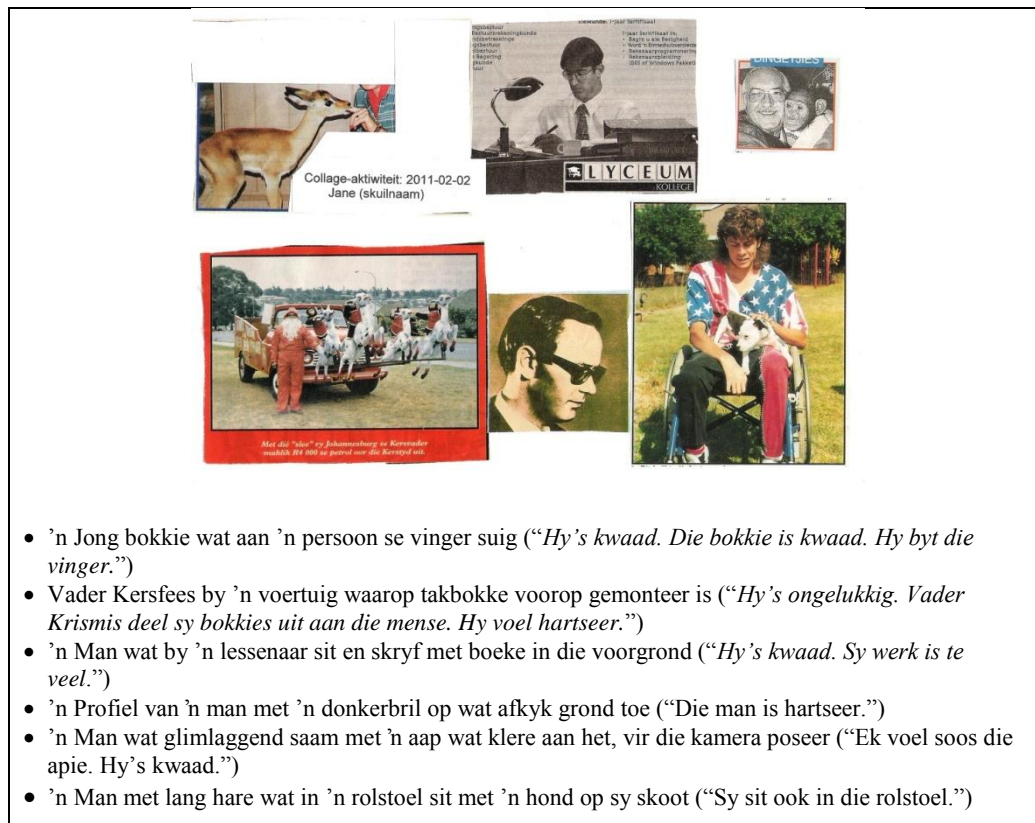 1-jaar Sertifikaat in:
DINGETJIES
Collage-aktiwiteit: 2011-02-02
Jane (skuilnaam)
LYCEUM
KOLLEGE
Met dié "slee" ry Johannesburg se Kersvader
R4 000 se petrol oor die Kerstyd uit.
• ’n Jong bokkie wat aan ’n persoon se vinger suig (“Hy’s kwaad. Die bokkie is kwaad. Hy byt die
vinger.”)
• Vader Kersfees by ’n voertuig waarop takbokke voorop gemonteer is (“Hy’s ongelukkig. Vader
Krismis deel sy bokkies uit aan die mense. Hy voel hartseer.”)
• ’n Man wat by ’n lessenaar sit en skryf met boeke in die voorgrond (“Hy’s kwaad. Sy werk is te
veel.”)
• ’n Profiel van ’n man met ’n donkerbril op wat afkyk grond toe (“Die man is hartseer.”)
• ’n Man wat glimlaggend saam met ’n aap wat klere aan het, vir die kamera poseer (“Ek voel soos die
apie. Hy’s kwaad.”)
• ’n Man met lang hare wat in ’n rolstoel sit met ’n hond op sy skoot (“Sy sit ook in die rolstoel.”)